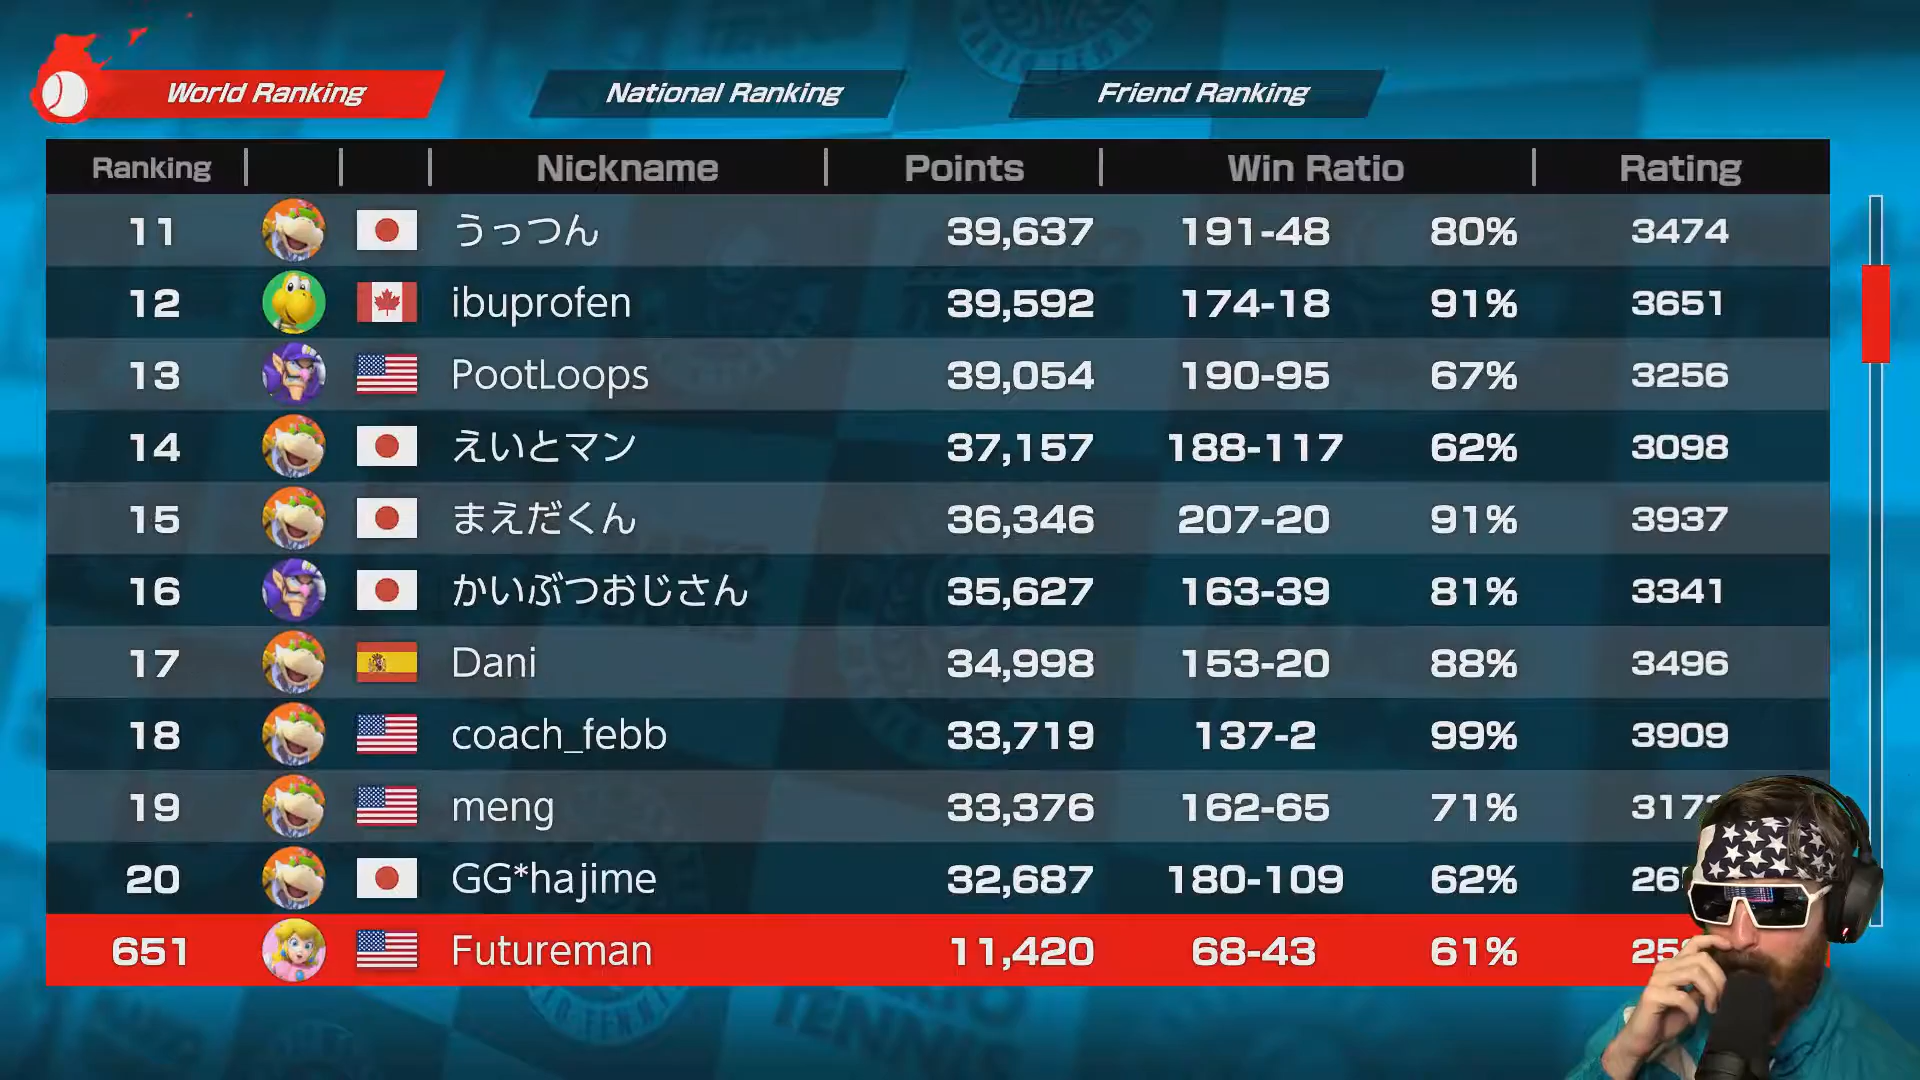 World Ranking
National Ranking
Friend Ranking
Ranking Nickname Points Win Ratio Rating
11 うっつん 39,637 191-48 80% 3474
12 ibuprofen 39,592 174-18 91% 3651
13 PootLoops 39,054 190-95 67% 3256
14 えいとマン 37,157 188-117 62% 3098
15 まえだくん 36,346 207-20 91% 3937
16 かいぶつおじさん 35,627 163-39 81% 3341
17 Dani 34,998 153-20 88% 3496
18 coach_febb 33,719 137-2 99% 3909
19 meng 33,376 162-65 71%
20 GG*hajime 32,687 180-109 62%
651 Futureman 11,420 68-43 61%
TENNIS